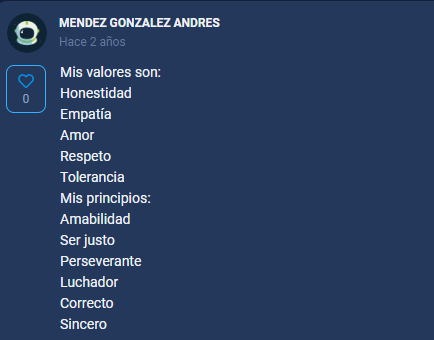 MENDEZ GONZALEZ ANDRES
Hace 2 años
0
Mis valores son:
Honestidad
Empatía
Amor
Respeto
Tolerancia
Mis principios:
Amabilidad
Ser justo
Perseverante
Luchador
Correcto
Sincero